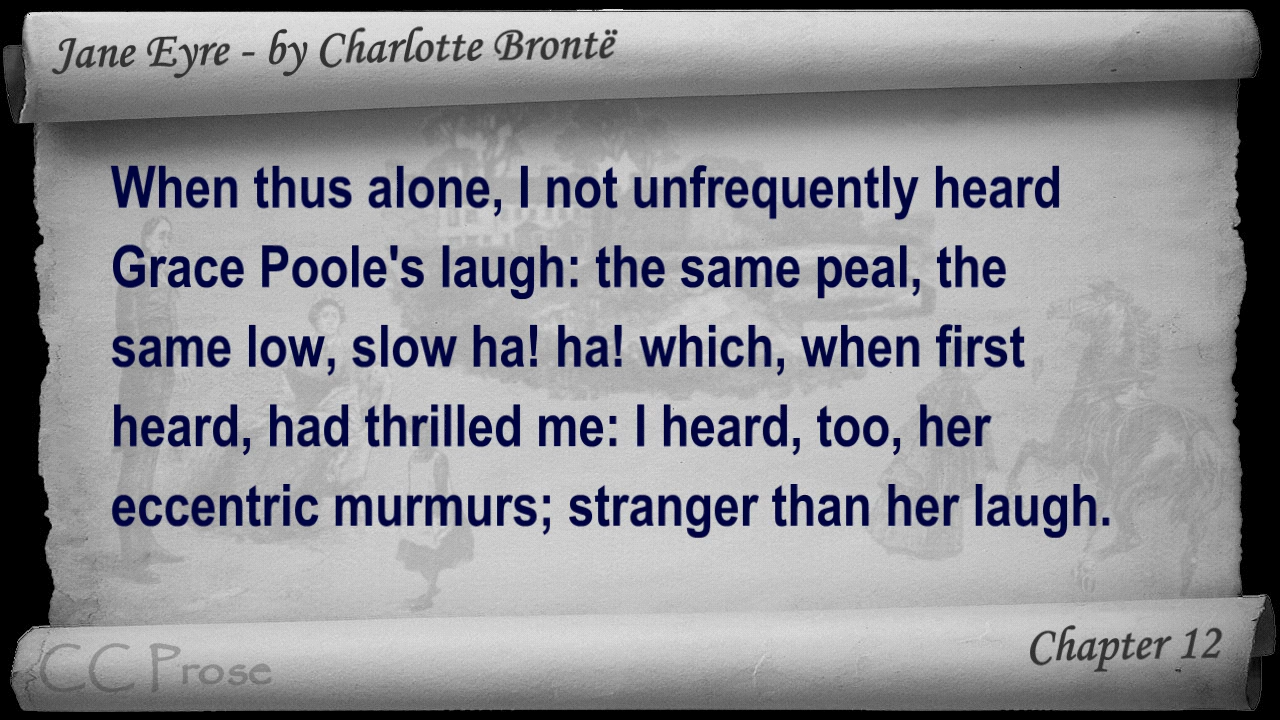 Jane Eyre - by Charlotte Brontë
When thus alone, I not unfrequently heard
Grace Poole's laugh: the same peal, the
same low, slow ha! ha! which, when first
heard, had thrilled me: I heard, too, her
eccentric murmurs; stranger than her laugh.
CC Prose
Chapter 12